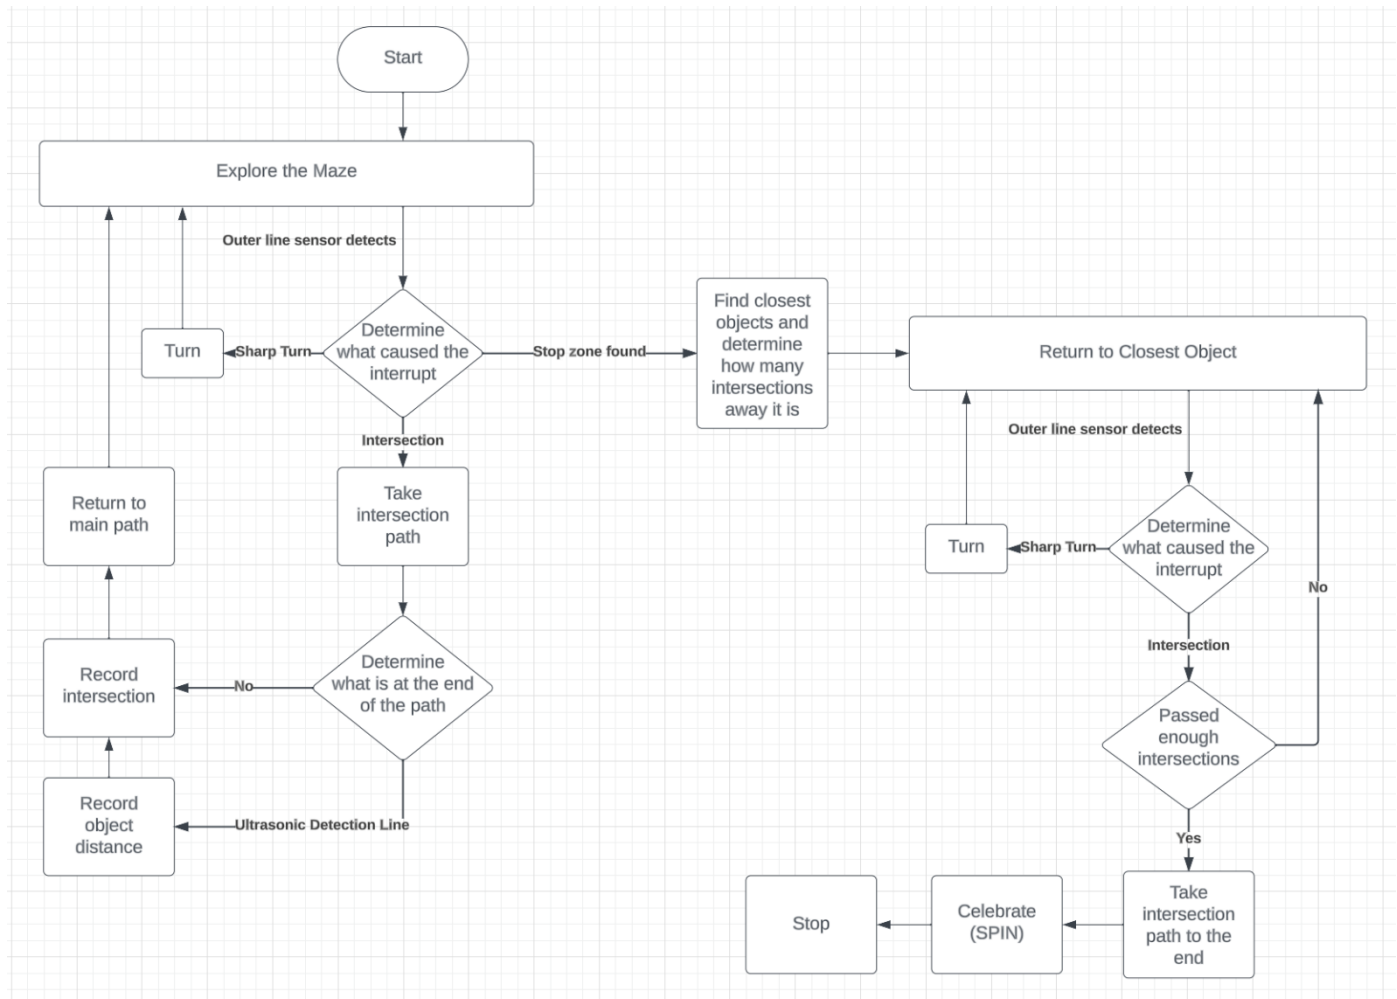 Start
Explore the Maze
Outer line sensor detects
Determine
what caused the
interrupt
Sharp Turn
Turn
Stop zone found
Find closest
objects and
determine
how many
intersections
away it is
Return to Closest Object
Intersection
Take
intersection
path
Determine
what is at the end
of the path
No
Record
intersection
Return to
main path
Ultrasonic Detection Line
Record
object
distance
Outer line sensor detects
Determine
what caused the
interrupt
Sharp Turn
Turn
Intersection
Passed
enough
intersections
No
Yes
Take
intersection
path to the
end
Celebrate
(SPIN)
Stop